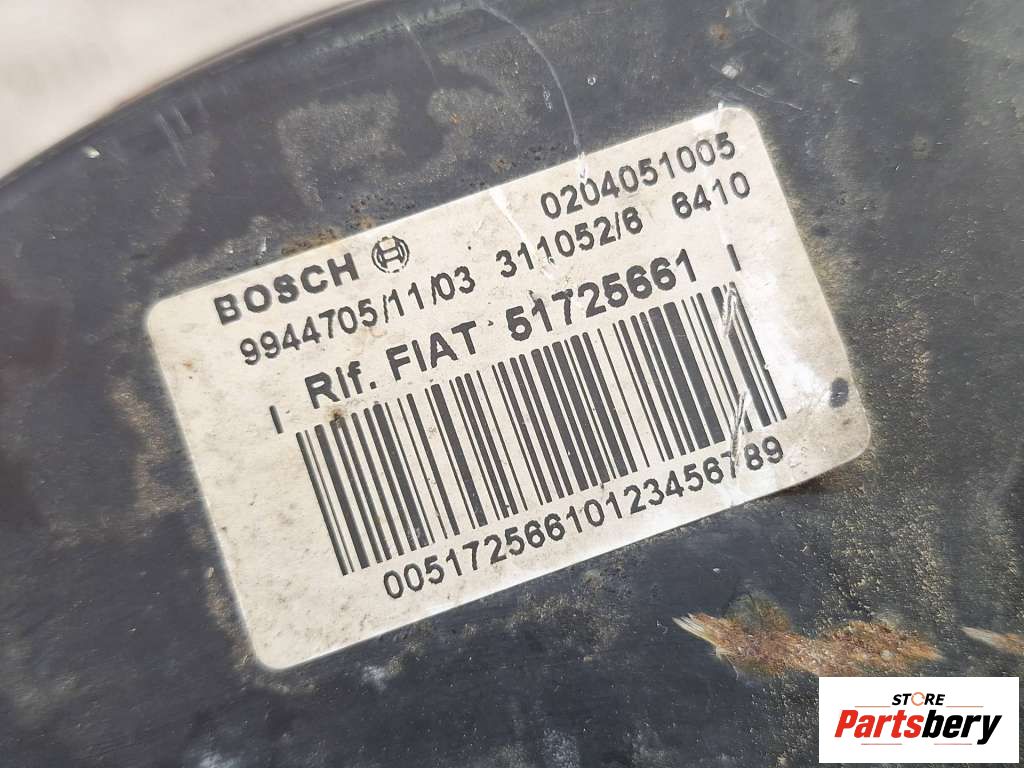 BOSCH 0204051005
9944705/11/03 311052/6 6410
I Rif. FIAT 51725661 I
00517256610123456789
STORE
Partsbery